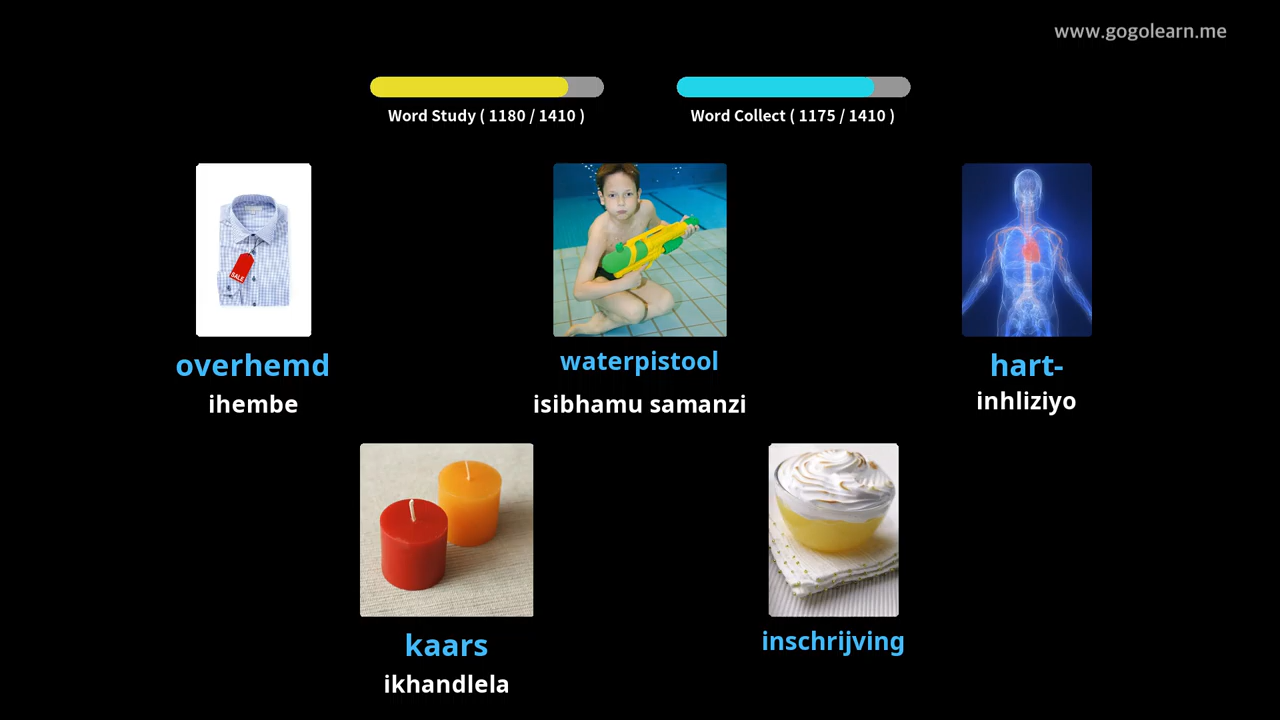 www.gogolearn.me
Word Study ( 1180 / 1410 )
Word Collect ( 1175 / 1410 )
SALE
overhemd
ihembe
waterpistool
isibhamu samanzi
hart-
inhliziyo
kaars
ikhandlela
inschrijving